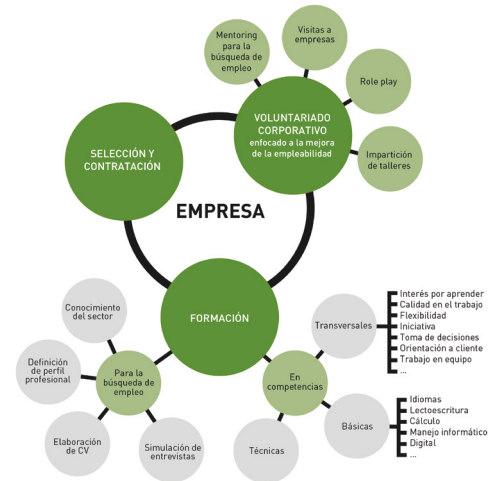 Mentoring
para la
búsqueda de
empleo
Visitas a
empresas
Role play
VOLUNTARIADO
CORPORATIVO
enfocado a la mejora
de la empleabilidad
Impartición
de talleres
SELECCIÓN Y
CONTRATACIÓN
EMPRESA
FORMACIÓN
Conocimiento
del sector
Definición
de perfil
profesional
Para la
búsqueda de
empleo
Elaboración
de CV
Simulación de
entrevistas
En
competencias
Técnicas
Transversales
Interés por aprender
Calidad en el trabajo
Flexibilidad
Iniciativa
Toma de decisiones
Orientación a cliente
Trabajo en equipo
...
Básicas
Idiomas
Lectoescritura
Cálculo
Manejo informático
Digital
...